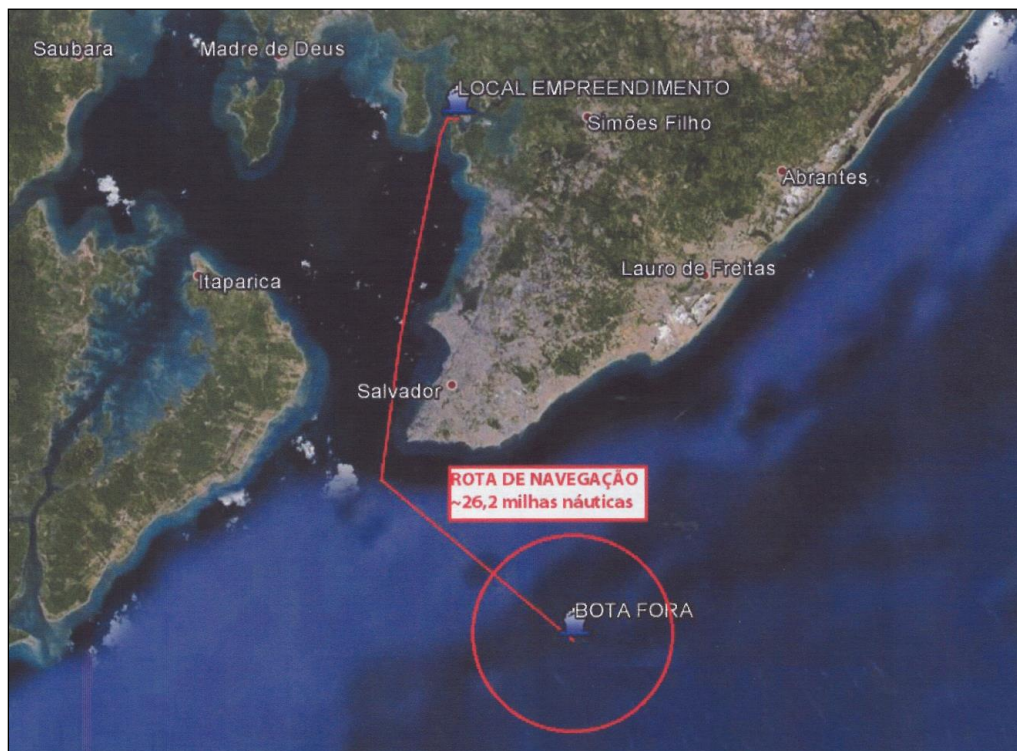 Saubara
Madre de Deus
LOCAL EMPREENDIMENTO
Simões Filho
Abrantes
Itaparica
Lauro de Freitas
Salvador
ROTA DE NAVEGAÇÃO
~26,2 milhas náuticas
BOTA FORA